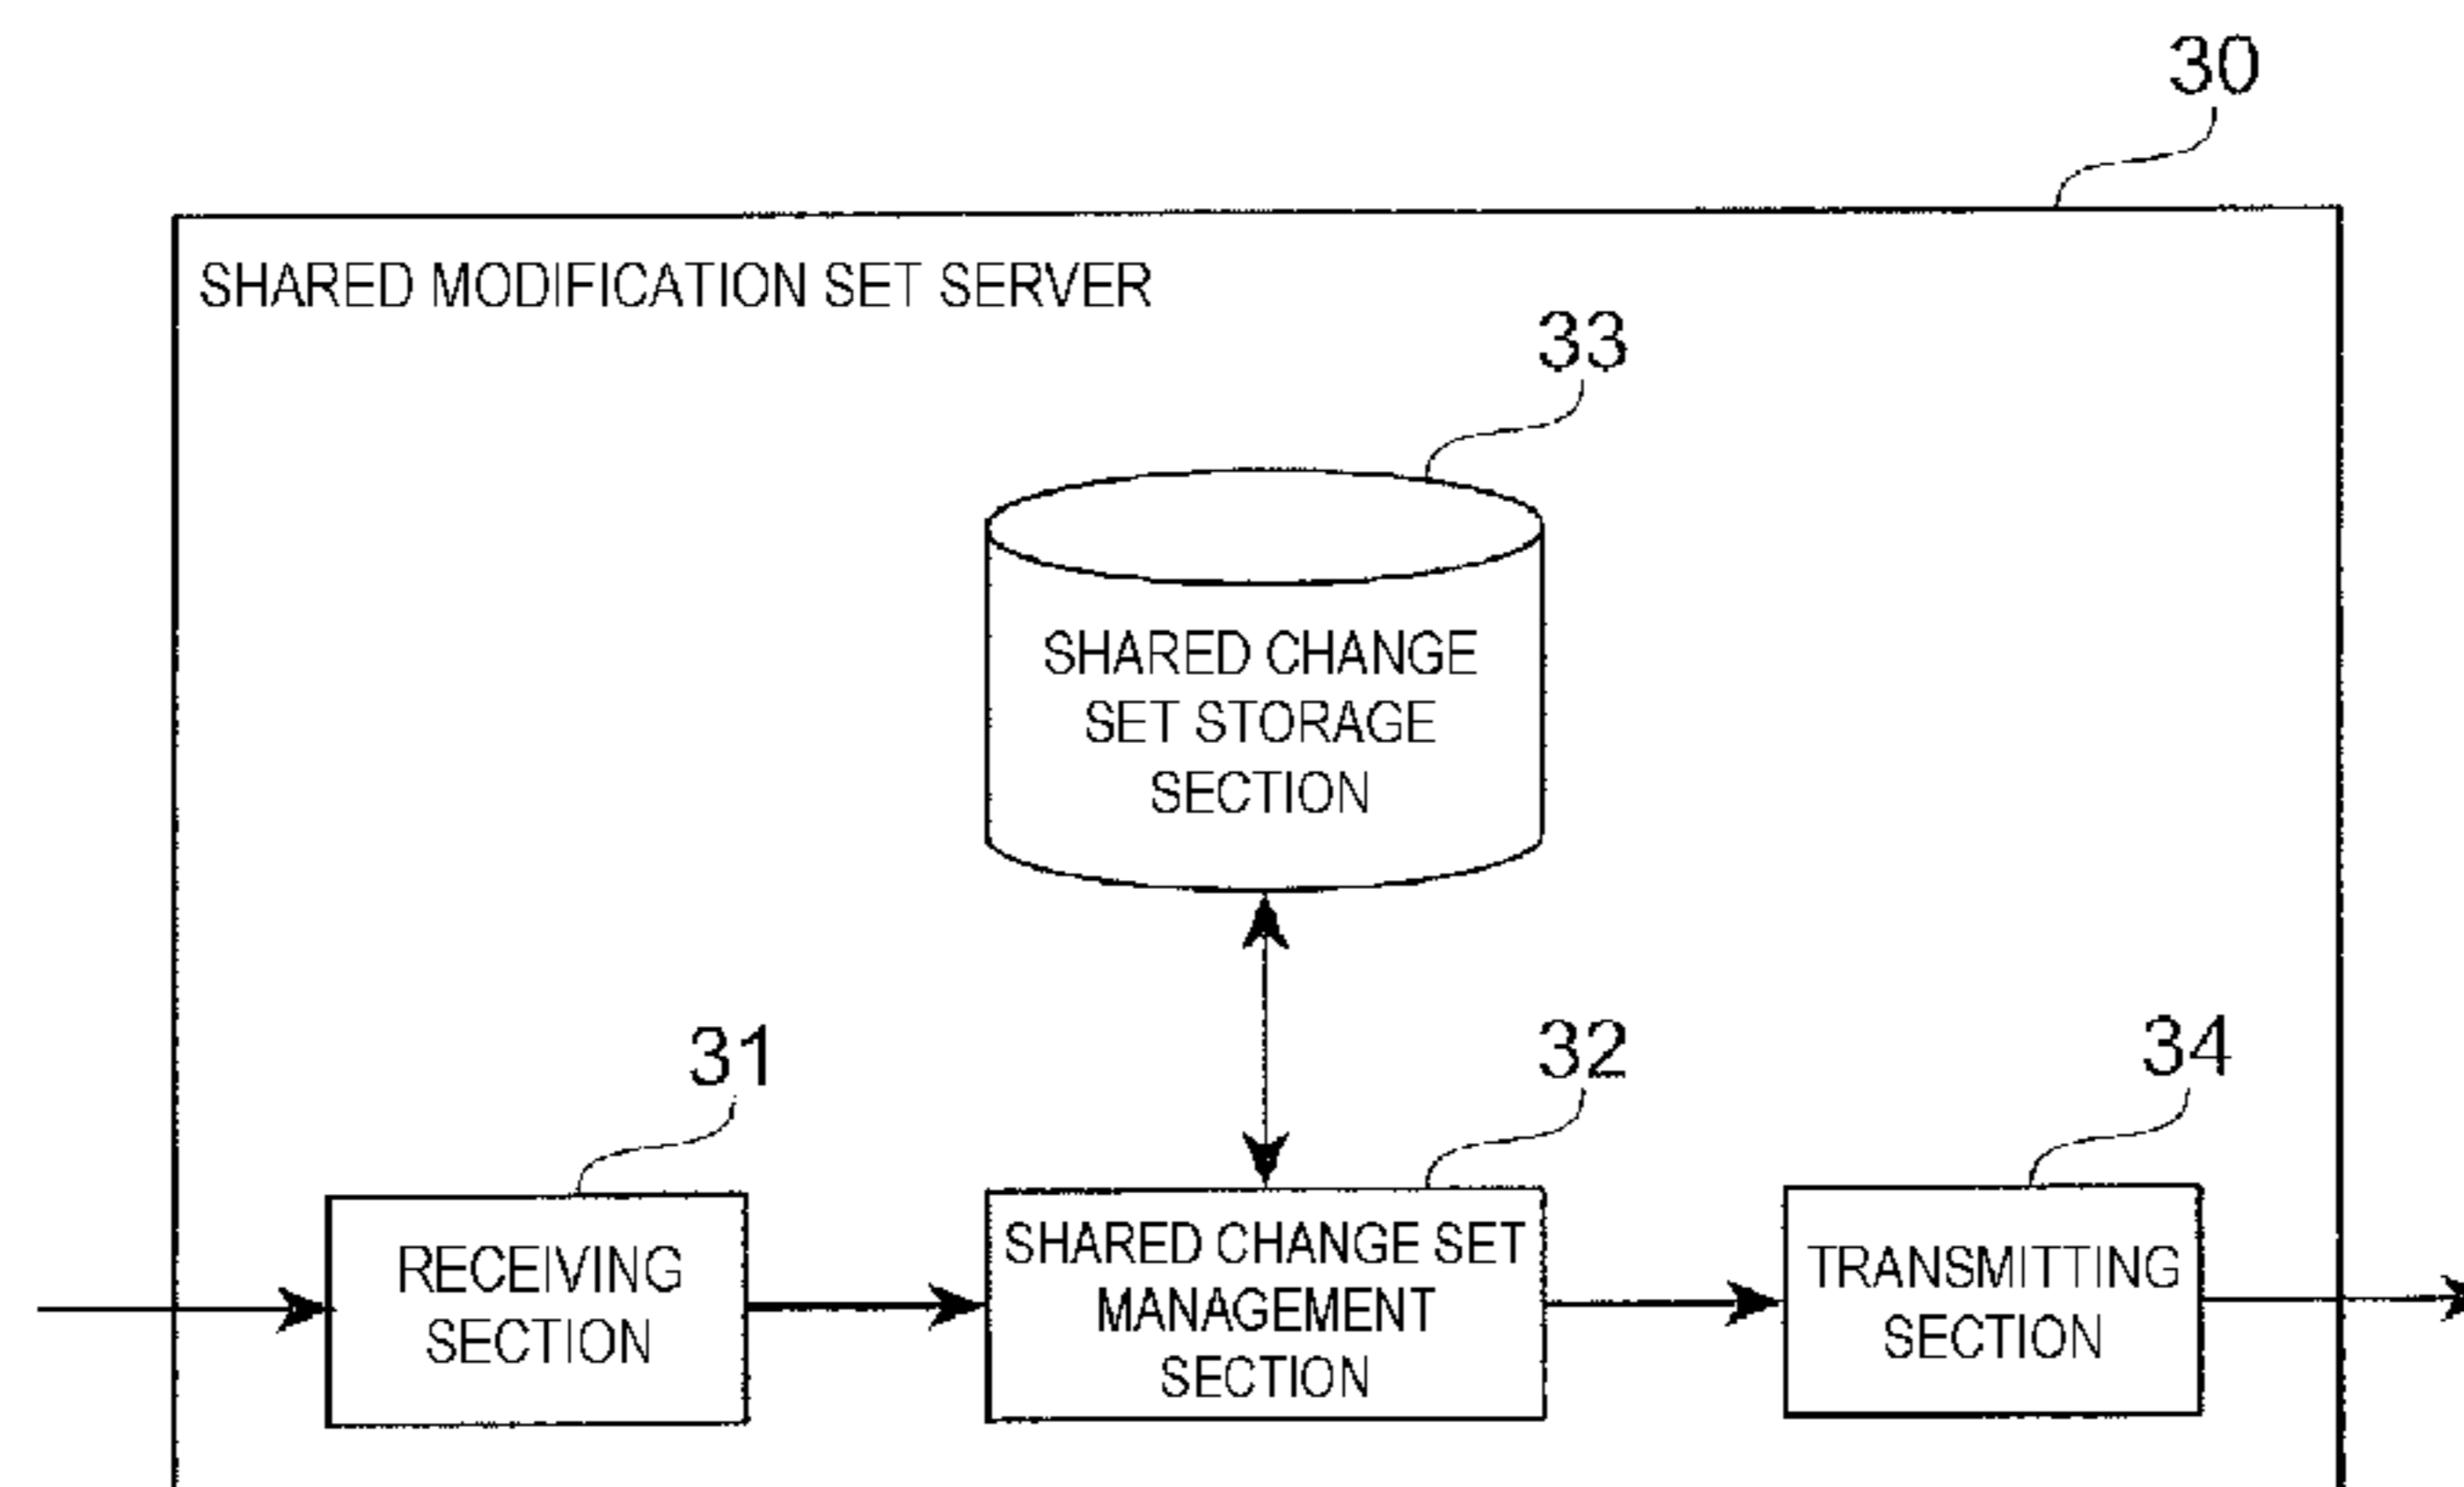 30
SHARED MODIFICATION SET SERVER
33
SHARED CHANGE
SET STORAGE
SECTION
31
32
34
RECEIVING
SECTION
SHARED CHANGE SET
MANAGEMENT
SECTION
TRANSMITTING
SECTION